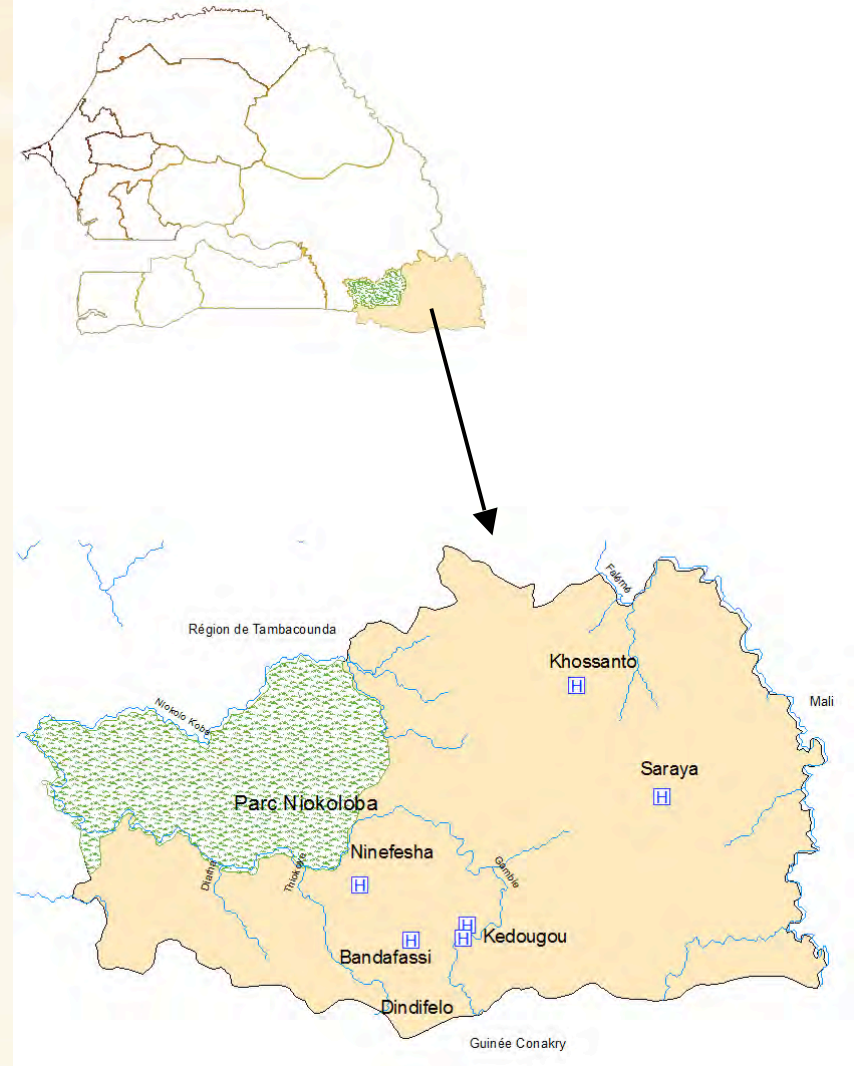 Falémé
Région de Tambacounda
Khossanto
H
Mali
Niokolo Koba
Saraya
H
Parc Niokoloba
Ninefesha
Diarha
Thiokoye
Gambie
H
H
Kedougou
H
H
Bandafassi
Dindifelo
Guinée Conakry